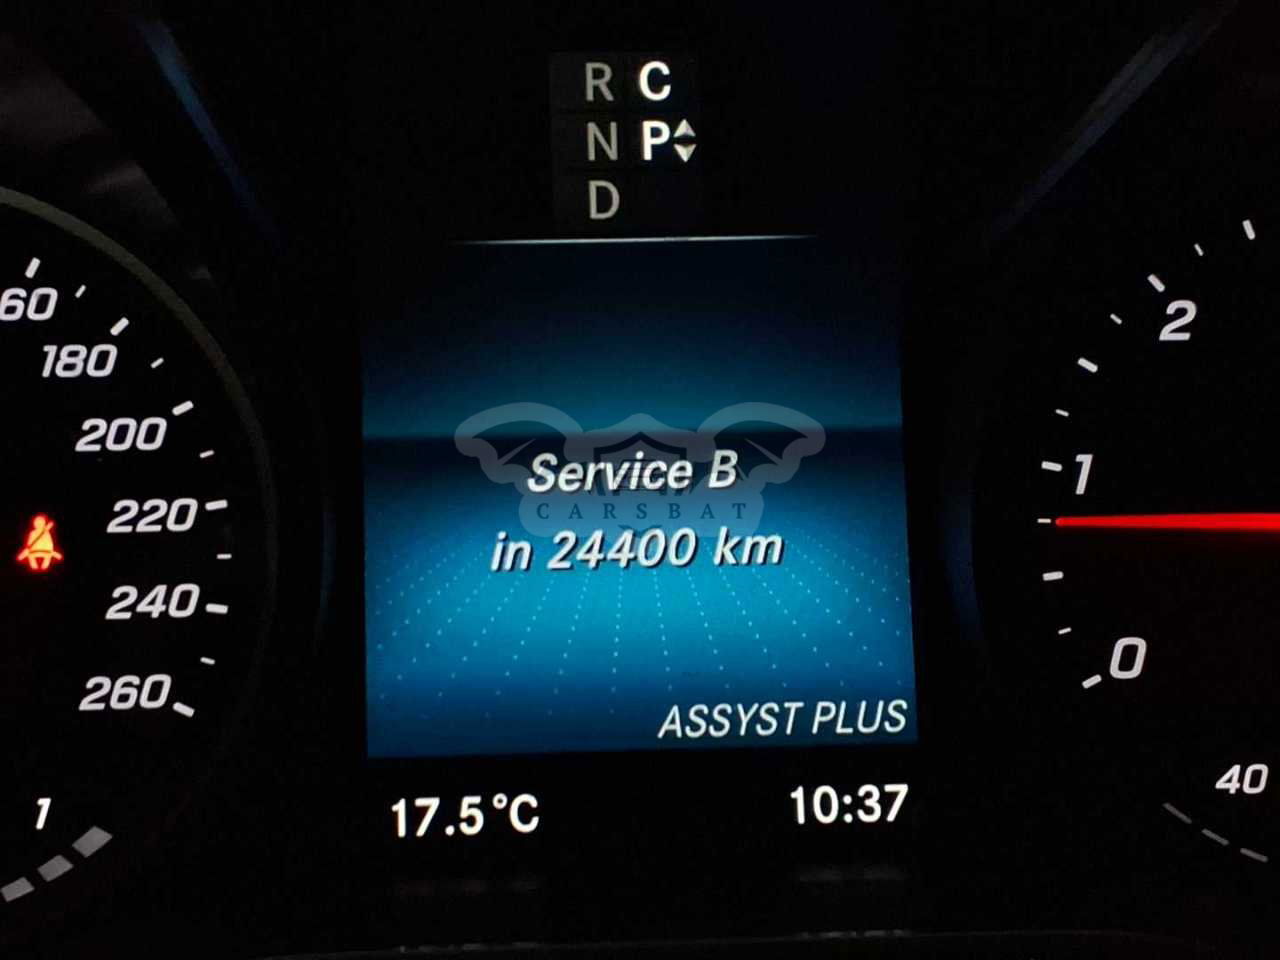 R C
N P
D
60
180
200
220
240
260
1
Service B
CARSBAT
in 24400 km
ASSYST PLUS
17.5°C
10:37
2
1
0
40